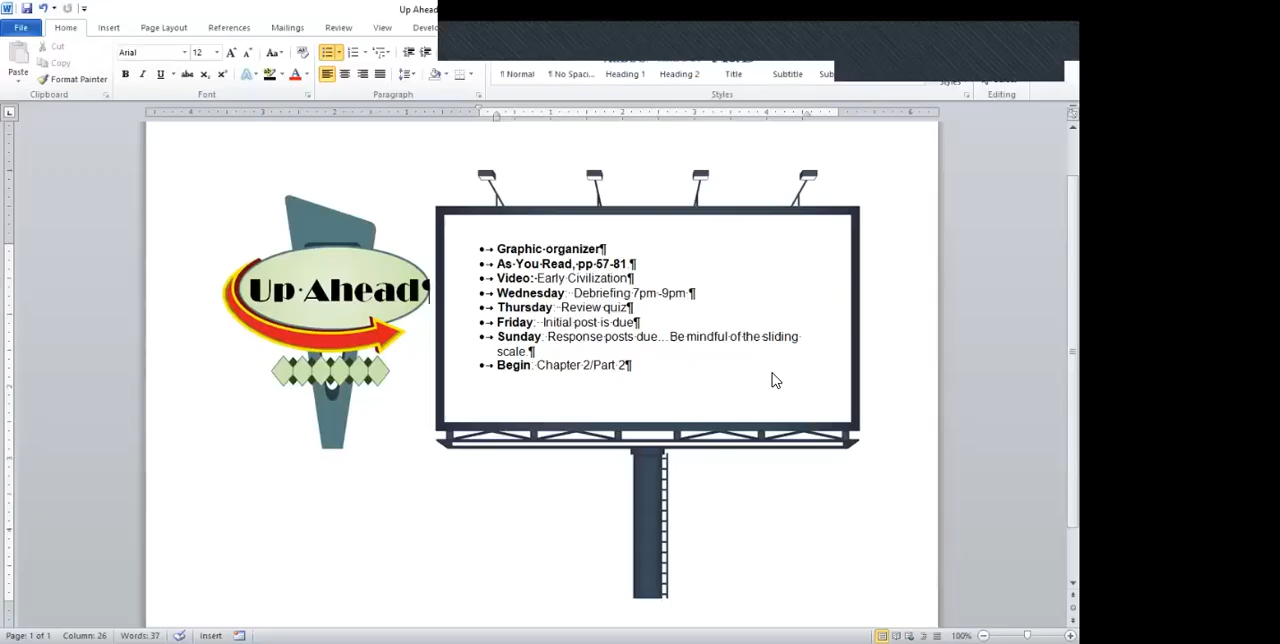 Up Ahead
File Home Insert Page Layout References Mailings Review View
Cut
Copy
Paste Format Painter
Arial 12
Normal No Spaci... Heading 1 Heading 2 Title Subtitle
Clipboard Font Paragraph Styles Editing
Up Ahead
• Graphic organizer
• As You Read, pp 57-81
• Video: Early Civilization
• Wednesday: Debriefing 7pm -9pm
• Thursday: Review quiz
• Friday: Initial post is due
• Sunday: Response posts due... Be mindful of the sliding
scale.
• Begin: Chapter 2/Part 2
Page: 1 of 1 Column: 26 Words: 37 Insert 100%